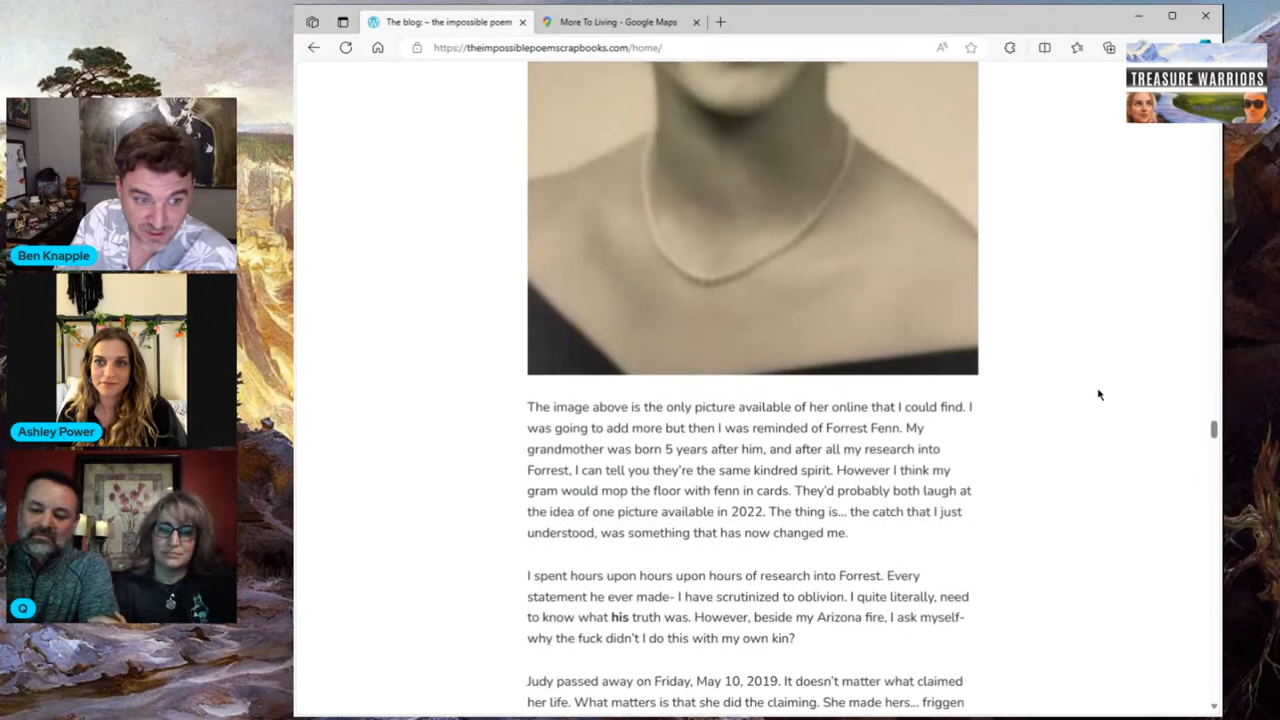 The blog: – the impossible poem
More To Living - Google Maps
https://theimpossiblepoemscrapbooks.com/home/
TREASURE WARRIORS
Ben Knapple
Ashley Power
Q
The image above is the only picture available of her online that I could find. I
was going to add more but then I was reminded of Forrest Fenn. My
grandmother was born 5 years after him, and after all my research into
Forrest, I can tell you they're the same kindred spirit. However I think my
gram would mop the floor with fenn in cards. They'd probably both laugh at
the idea of one picture available in 2022. The thing is... the catch that I just
understood, was something that has now changed me.
I spent hours upon hours upon hours of research into Forrest. Every
statement he ever made- I have scrutinized to oblivion. I quite literally, need
to know what his truth was. However, beside my Arizona fire, I ask myself-
why the fuck didn't I do this with my own kin?
Judy passed away on Friday, May 10, 2019. It doesn't matter what claimed
her life. What matters is that she did the claiming. She made hers... friggen